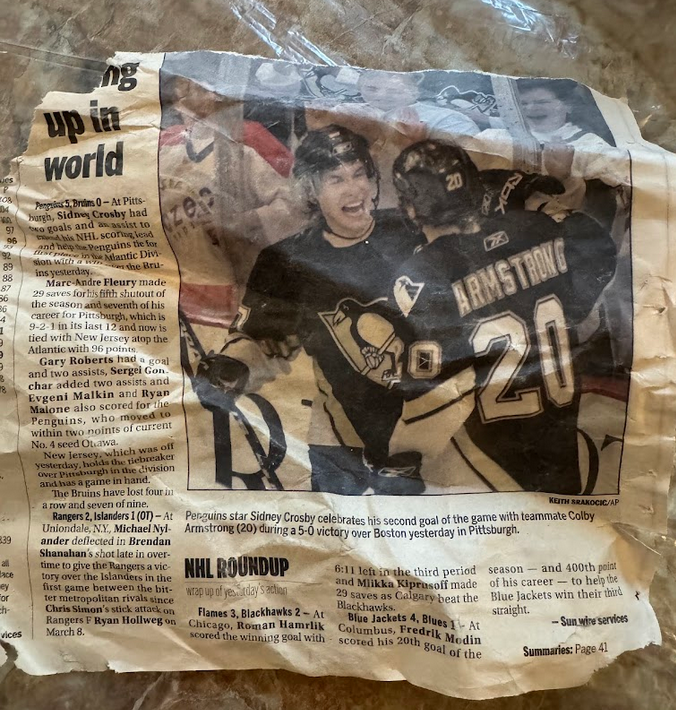 ng
up in
world
Penguins 5, Bruins 0 – At Pitts-
burgh, Sidney Crosby had
two goals and an assist to
his NHL scoring lead
and help the Penguins tie for
first place in the Atlantic Divi-
sion with a win over the Bru-
ins yesterday.
Marc-Andre Fleury made
29 saves for his fifth shutout of
the season and seventh of his
career for Pittsburgh, which is
9-2-1 in its last 12 and now is
tied with New Jersey atop the
Atlantic with 96 points.
Gary Roberts had a goal
and two assists, Sergei Gon-
char added two assists and
Evgeni Malkin and Ryan
Malone also scored for the
Penguins, who moved to
within two points of current
No. 4 seed Ottawa.
New Jersey, which was off
yesterday, holds the tiebreaker
over Pittsburgh in the division
and has a game in hand.
The Bruins have lost four in
a row and seven of nine.
Rangers 2, Islanders 1 (OT) – At
Uniondale, N.Y., Michael Nyl-
ander deflected in Brendan
Shanahan's shot late in over-
time to give the Rangers a vic-
tory over the Islanders in the
first game between the bit-
ter metropolitan rivals since
Chris Simon's stick attack on
Rangers F Ryan Hollweg on
March 8.
20
ARMSTRONG
20
KEITH SRAKOCIC/AP
Penguins star Sidney Crosby celebrates his second goal of the game with teammate Colby
Armstrong (20) during a 5-0 victory over Boston yesterday in Pittsburgh.
NHL ROUNDUP
wrap up of yesterday's action
Flames 3, Blackhawks 2 – At
Chicago, Roman Hamrlik
scored the winning goal with
6:11 left in the third period
and Miikka Kiprusoff made
29 saves as Calgary beat the
Blackhawks.
Blue Jackets 4, Blues 1 – At
Columbus, Fredrik Modin
scored his 20th goal of the
season — and 400th point
of his career — to help the
Blue Jackets win their third
straight.
– Sun wire services
Summaries: Page 41